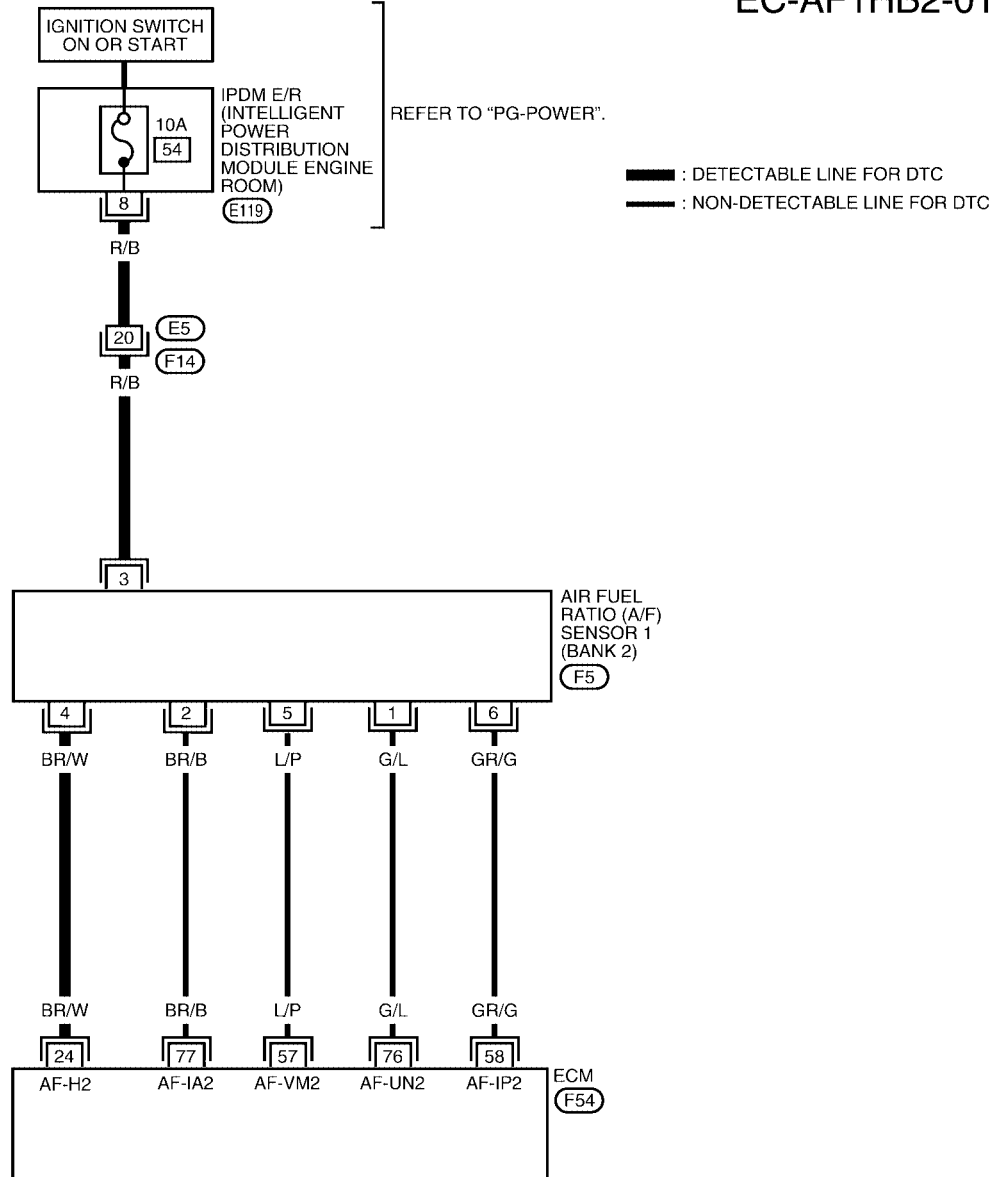 EC-AF1HB2-01
IGNITION SWITCH
ON OR START
10A
54
IPDM E/R
(INTELLIGENT
POWER
DISTRIBUTION
MODULE ENGINE
ROOM)
E119
REFER TO “PG-POWER”.
: DETECTABLE LINE FOR DTC
: NON-DETECTABLE LINE FOR DTC
8
R/B
20
E5
F14
R/B
3
AIR FUEL
RATIO (A/F)
SENSOR 1
(BANK 2)
F5
4 2 5 1 6
BR/W BR/B L/P G/L GR/G
BR/W BR/B L/P G/L GR/G
24 77 57 76 58
AF-H2 AF-IA2 AF-VM2 AF-UN2 AF-IP2
ECM
F54